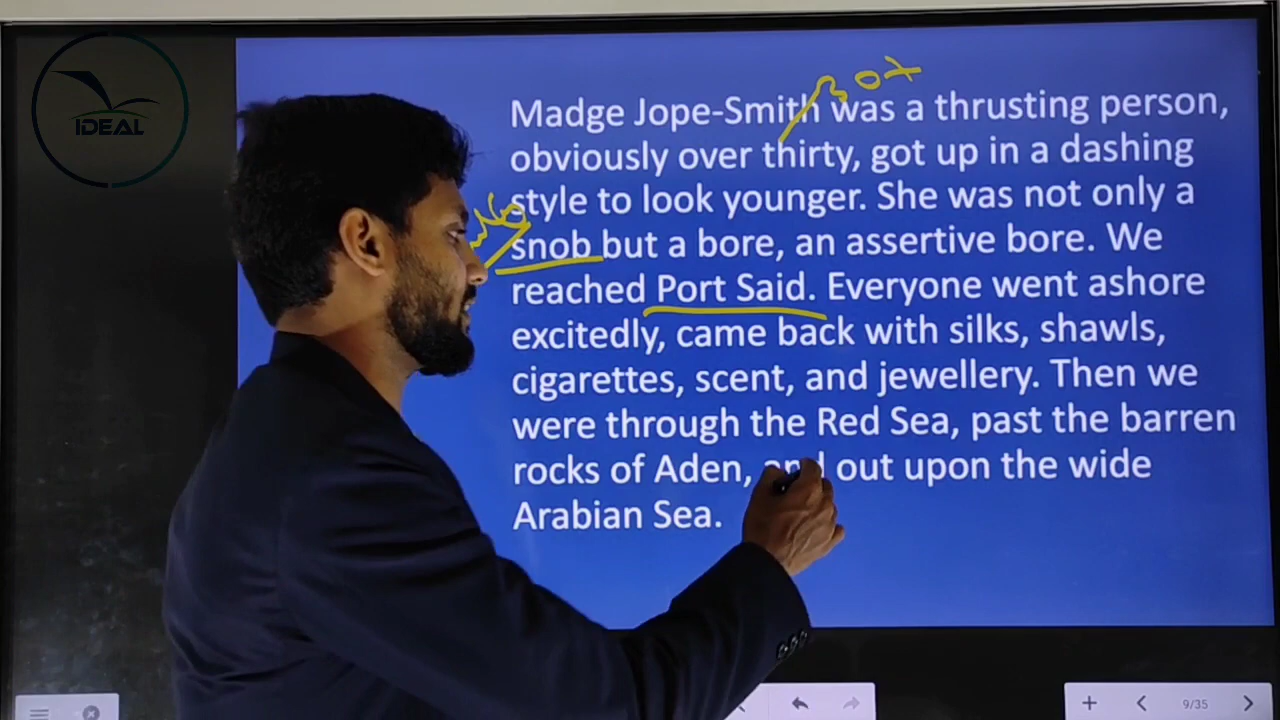 IDEAL
30+
Madge Jope-Smith was a thrusting person,
obviously over thirty, got up in a dashing
style to look younger. She was not only a
snob but a bore, an assertive bore. We
reached Port Said. Everyone went ashore
excitedly, came back with silks, shawls,
cigarettes, scent, and jewellery. Then we
were through the Red Sea, past the barren
rocks of Aden, and out upon the wide
Arabian Sea.
9/35